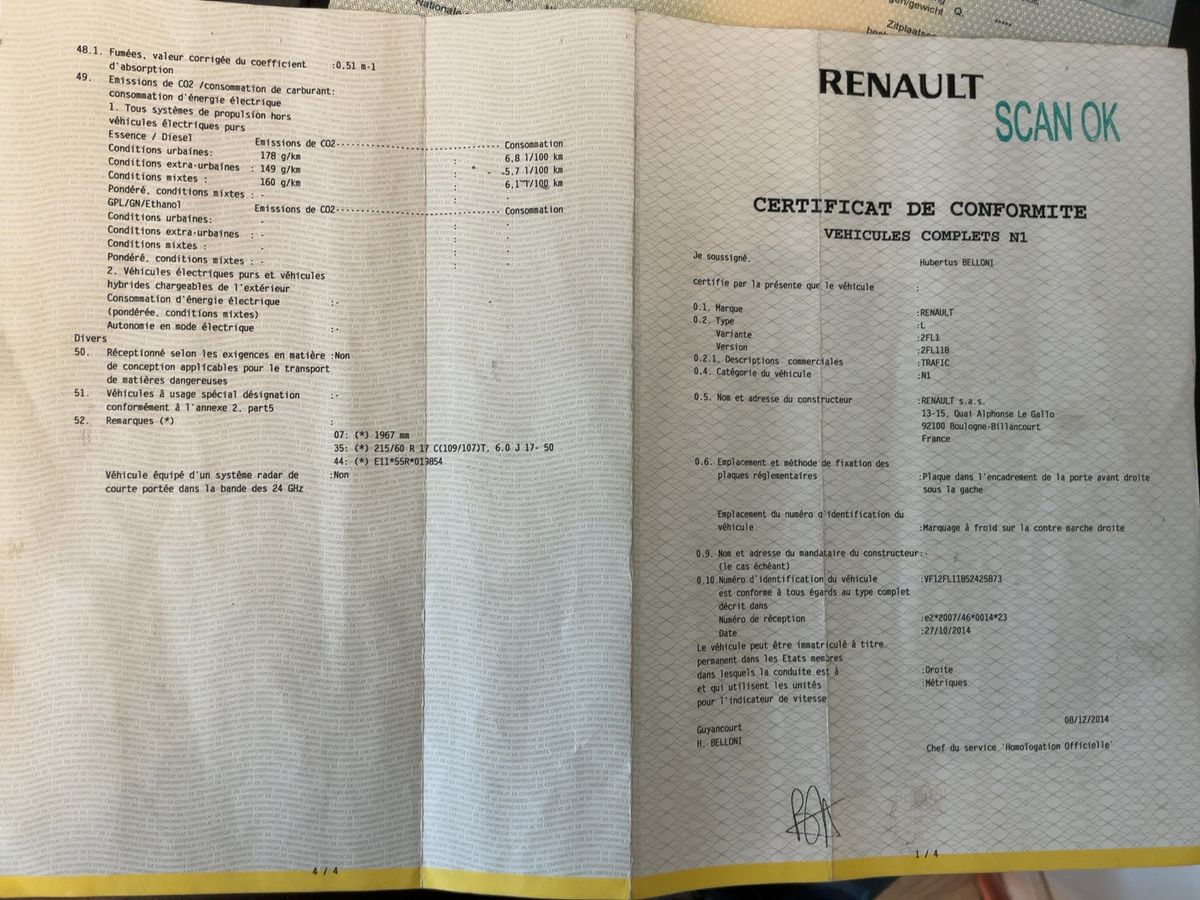 Nationale
gen/gewicht Q.
*****
Zitplaatsen
48.1. Fumées, valeur corrigée du coefficient :0.51 m-1
d'absorption
49. Emissions de CO2 /consommation de carburant:
consommation d'énergie électrique
1. Tous systèmes de propulsion hors
véhicules électriques purs
Essence / Diesel Emissions de CO2 Consommation
Conditions urbaines: 178 g/km : 6.8 l/100 km
Conditions extra-urbaines : 149 g/km 5.7 l/100 km
Conditions mixtes : 160 g/km : 6.1 l/100 km
Pondéré, conditions mixtes : - : -
GPL/GN/Ethanol Emissions de CO2 Consommation
Conditions urbaines: - : -
Conditions extra-urbaines : - : -
Conditions mixtes : - : -
Pondéré, conditions mixtes : - : -
2. Véhicules électriques purs et véhicules
hybrides chargeables de l'extérieur
Consommation d'énergie électrique :-
(pondérée, conditions mixtes)
Autonomie en mode électrique :-
Divers
50. Réceptionné selon les exigences en matière :Non
de conception applicables pour le transport
de matières dangereuses
51. Véhicules à usage spécial désignation :-
conformément à l'annexe 2. part5
52. Remarques (*) :
07: (*) 1967 mm
35: (*) 215/60 R 17 C(109/107)T, 6.0 J 17- 50
44: (*) E11*55R*019854
Véhicule équipé d'un système radar de :Non
courte portée dans la bande des 24 GHz
4 / 4
RENAULT
SCAN OK
CERTIFICAT DE CONFORMITE
VEHICULES COMPLETS N1
Je soussigné, Hubertus BELLONI
certifie par la présente que le véhicule :
0.1. Marque :RENAULT
0.2. Type :L
Variante :2FL1
Version :2FL11B
0.2.1. Descriptions commerciales :TRAFIC
0.4. Catégorie du véhicule :N1
0.5. Nom et adresse du constructeur :RENAULT s.a.s.
13-15, Quai Alphonse Le Gallo
92100 Boulogne-Billancourt
France
0.6. Emplacement et méthode de fixation des
plaques réglementaires :Plaque dans l'encadrement de la porte avant droite
sous la gache
Emplacement du numéro d'identification du
véhicule :Marquage à froid sur la contre marche droite
0.9. Nom et adresse du mandataire du constructeur:-
(le cas échéant)
0.10.Numéro d'identification du véhicule :VF12FL11B52425873
est conforme à tous égards au type complet
décrit dans
Numéro de réception :e2*2007/46*0014*23
Date :27/10/2014
Le véhicule peut être immatriculé à titre
permanent dans les Etats membres
dans lesquels la conduite est à :Droite
et qui utilisent les unités :Métriques
pour l'indicateur de vitesse
08/12/2014
Guyancourt
H. BELLONI
Chef du service 'Homologation Officielle'
1 / 4